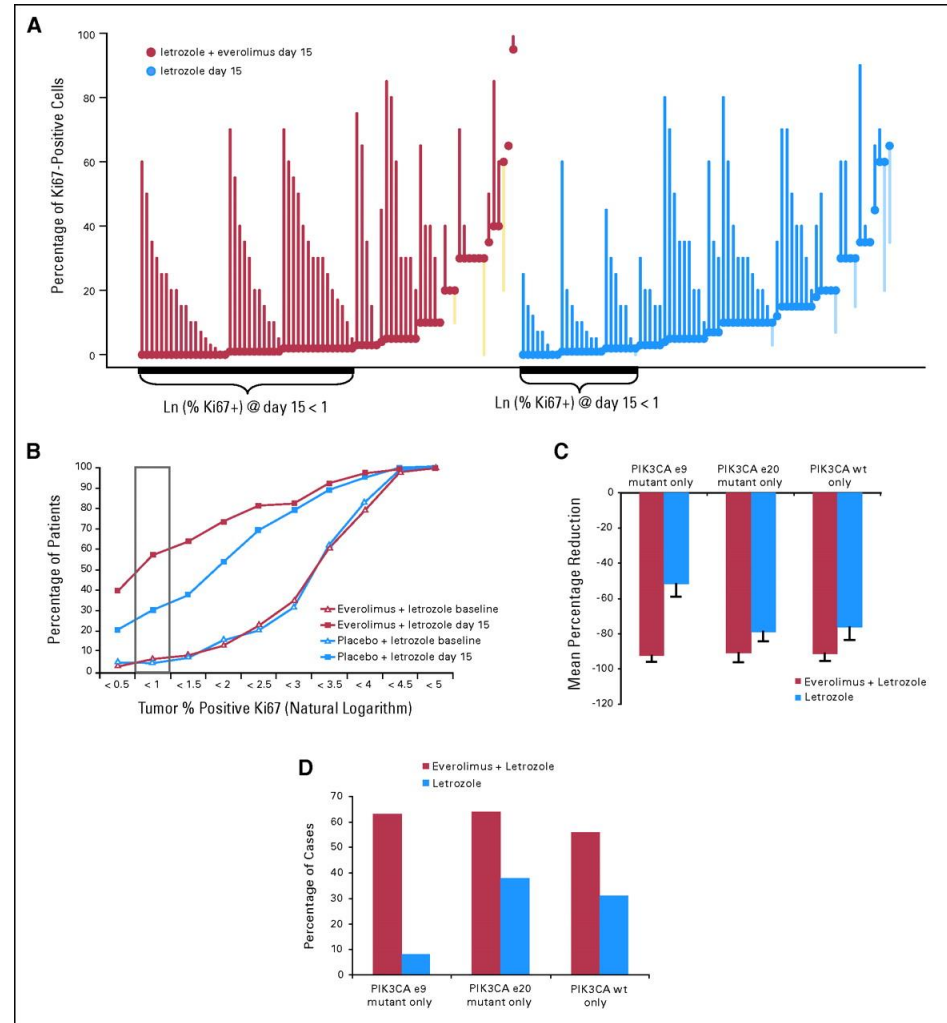 A
Percentage of Ki67-Positive Cells
100
80
60
40
20
0
letrozole + everolimus day 15
letrozole day 15
Ln (% Ki67+) @ day 15 < 1
Ln (% Ki67+) @ day 15 < 1
B
Percentage of Patients
100
90
80
70
60
50
40
30
20
10
0
Everolimus + letrozole baseline
Everolimus + letrozole day 15
Placebo + letrozole baseline
Placebo + letrozole day 15
< 0.5 < 1 < 1.5 < 2 < 2.5 < 3 < 3.5 < 4 < 4.5 < 5
Tumor % Positive Ki67 (Natural Logarithm)
C
PIK3CA e9 mutant only
PIK3CA e20 mutant only
PIK3CA wt only
Mean Percentage Reduction
0
-20
-40
-60
-80
-100
-120
Everolimus + Letrozole
Letrozole
D
Everolimus + Letrozole
Letrozole
Percentage of Cases
70
60
50
40
30
20
10
0
PIK3CA e9 mutant only
PIK3CA e20 mutant only
PIK3CA wt only